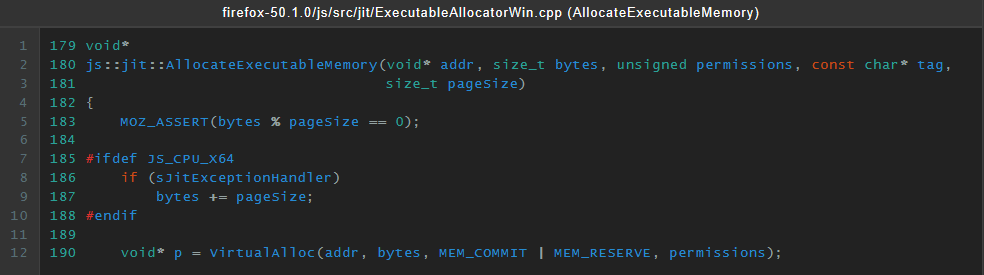 firefox-50.1.0/js/src/jit/ExecutableAllocatorWin.cpp (AllocateExecutableMemory)
1 179 void*
2 180 js::jit::AllocateExecutableMemory(void* addr, size_t bytes, unsigned permissions, const char* tag,
3 181                                   size_t pageSize)
4 182 {
5 183     MOZ_ASSERT(bytes % pageSize == 0);
6 184
7 185 #ifdef JS_CPU_X64
8 186     if (sJitExceptionHandler)
9 187         bytes += pageSize;
10 188 #endif
11 189
12 190     void* p = VirtualAlloc(addr, bytes, MEM_COMMIT | MEM_RESERVE, permissions);